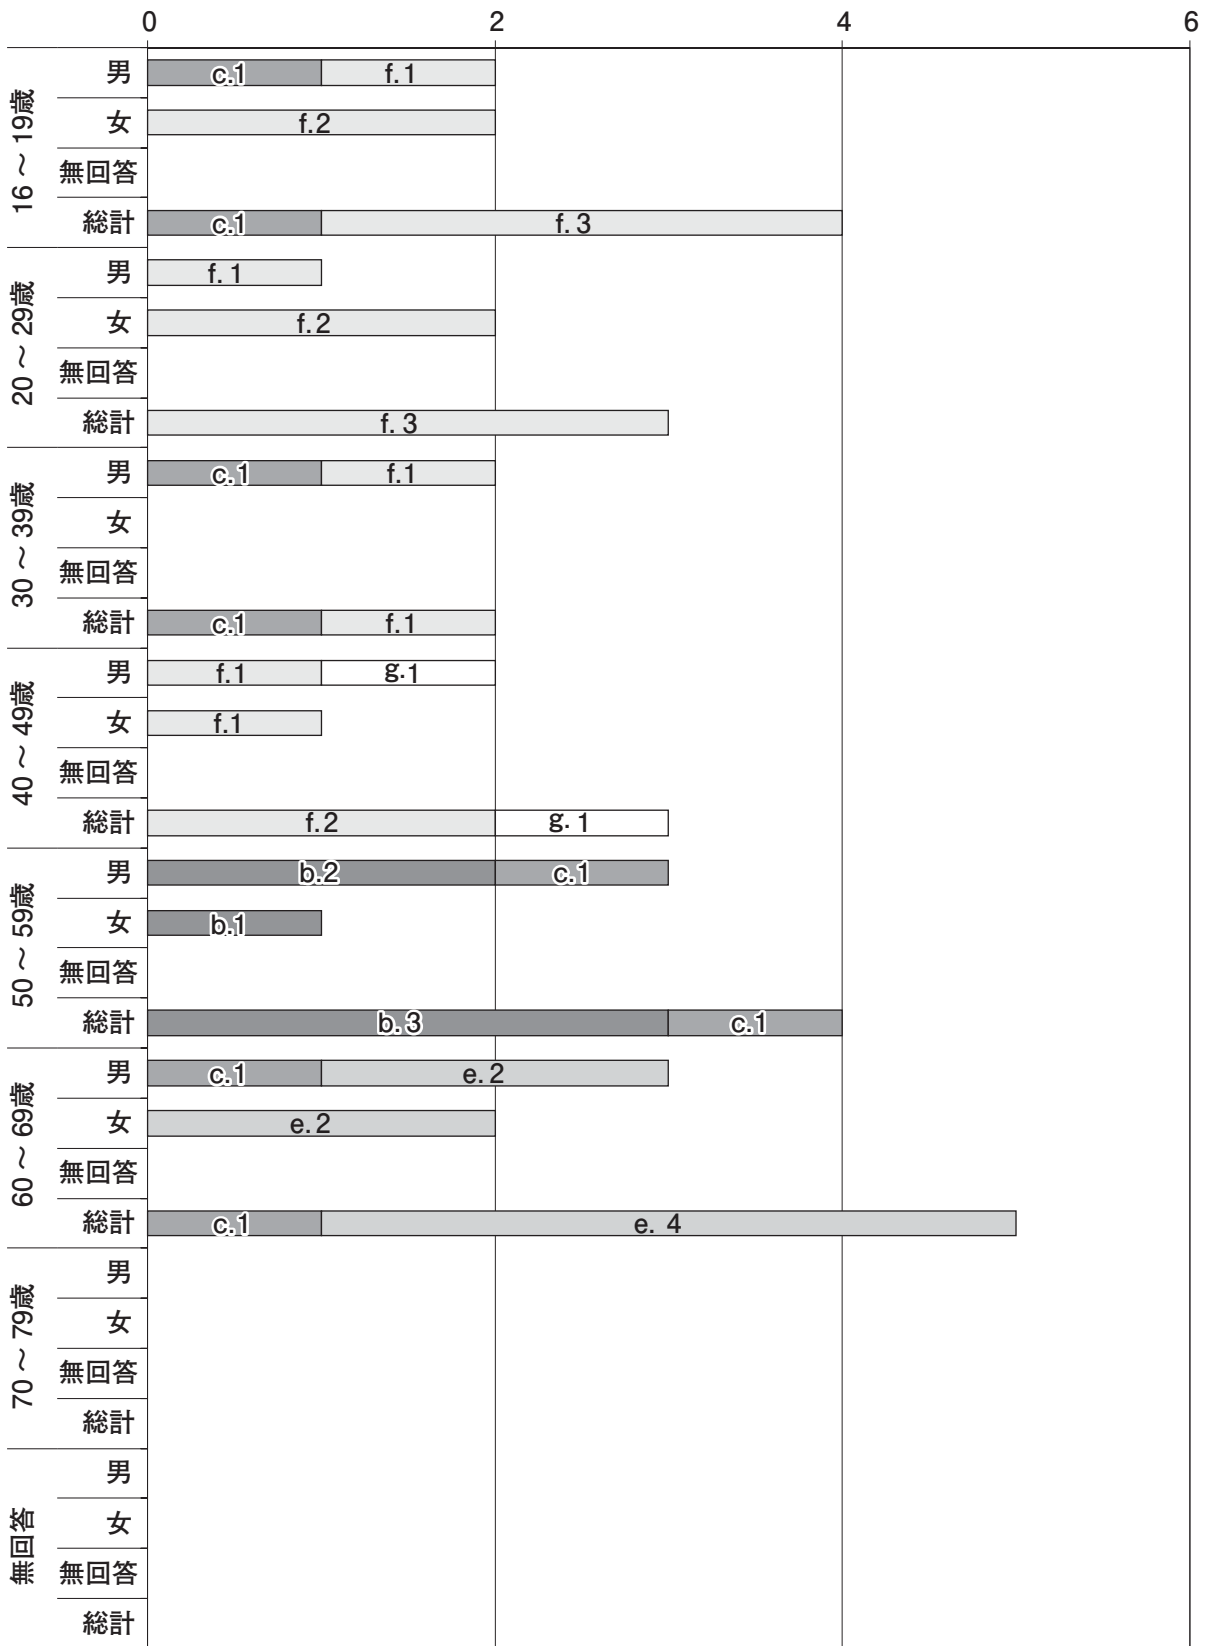 0 2 4 6
16～19歳
男 c.1 f.1
女 f.2
無回答
総計 c.1 f.3
20～29歳
男 f.1
女 f.2
無回答
総計 f.3
30～39歳
男 c.1 f.1
女
無回答
総計 c.1 f.1
40～49歳
男 f.1 g.1
女 f.1
無回答
総計 f.2 g.1
50～59歳
男 b.2 c.1
女 b.1
無回答
総計 b.3 c.1
60～69歳
男 c.1 e.2
女 e.2
無回答
総計 c.1 e.4
70～79歳
男
女
無回答
総計
無回答
男
女
無回答
総計